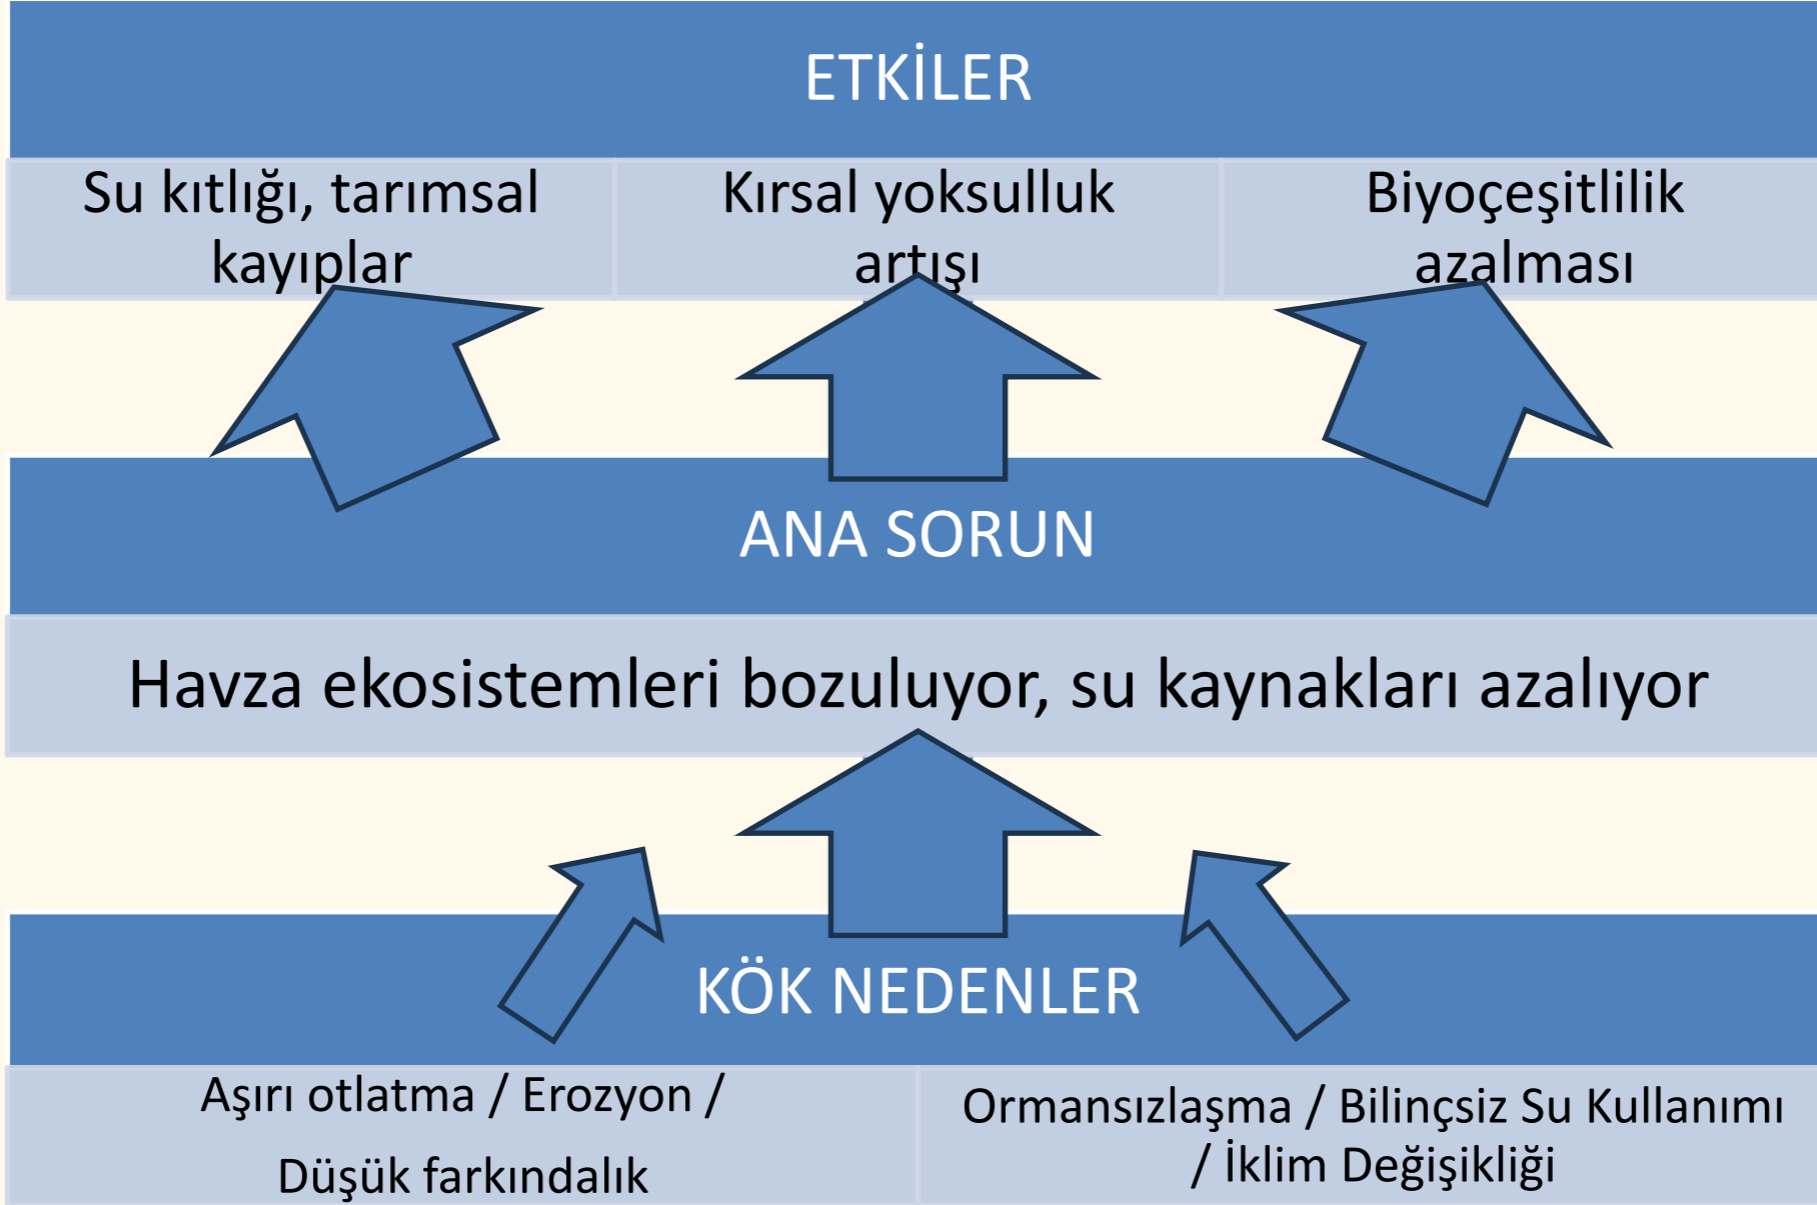 ETKİLER
Su kıtlığı, tarımsal
kayıplar
Kırsal yoksulluk
artışı
Biyoçeşitlilik
azalması
ANA SORUN
Havza ekosistemleri bozuluyor, su kaynakları azalıyor
KÖK NEDENLER
Aşırı otlatma / Erozyon /
Düşük farkındalık
Ormansızlaşma / Bilinçsiz Su Kullanımı
/ İklim Değişikliği